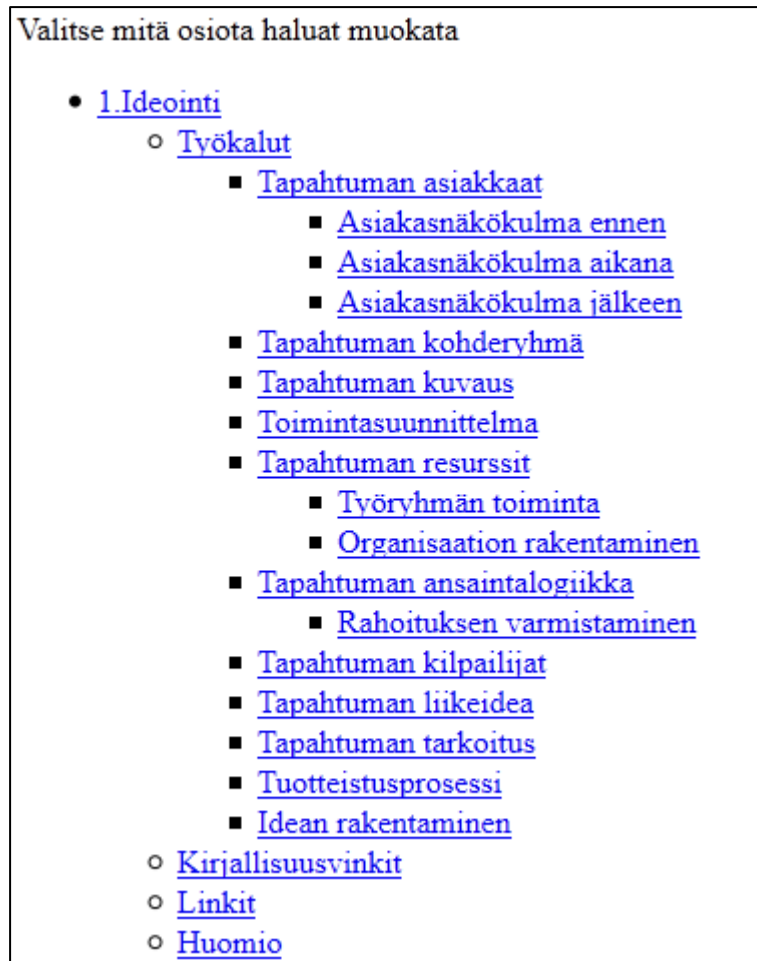 Valitse mitä osiota haluat muokata
1.Ideointi
Työkalut
Tapahtuman asiakkaat
Asiakasnäkökulma ennen
Asiakasnäkökulma aikana
Asiakasnäkökulma jälkeen
Tapahtuman kohderyhmä
Tapahtuman kuvaus
Toimintasuunnittelma
Tapahtuman resurssit
Työryhmän toiminta
Organisaation rakentaminen
Tapahtuman ansaintalogiikka
Rahoituksen varmistaminen
Tapahtuman kilpailijat
Tapahtuman liikeidea
Tapahtuman tarkoitus
Tuotteistusprosessi
Idean rakentaminen
Kirjallisuusvinkit
Linkit
Huomio